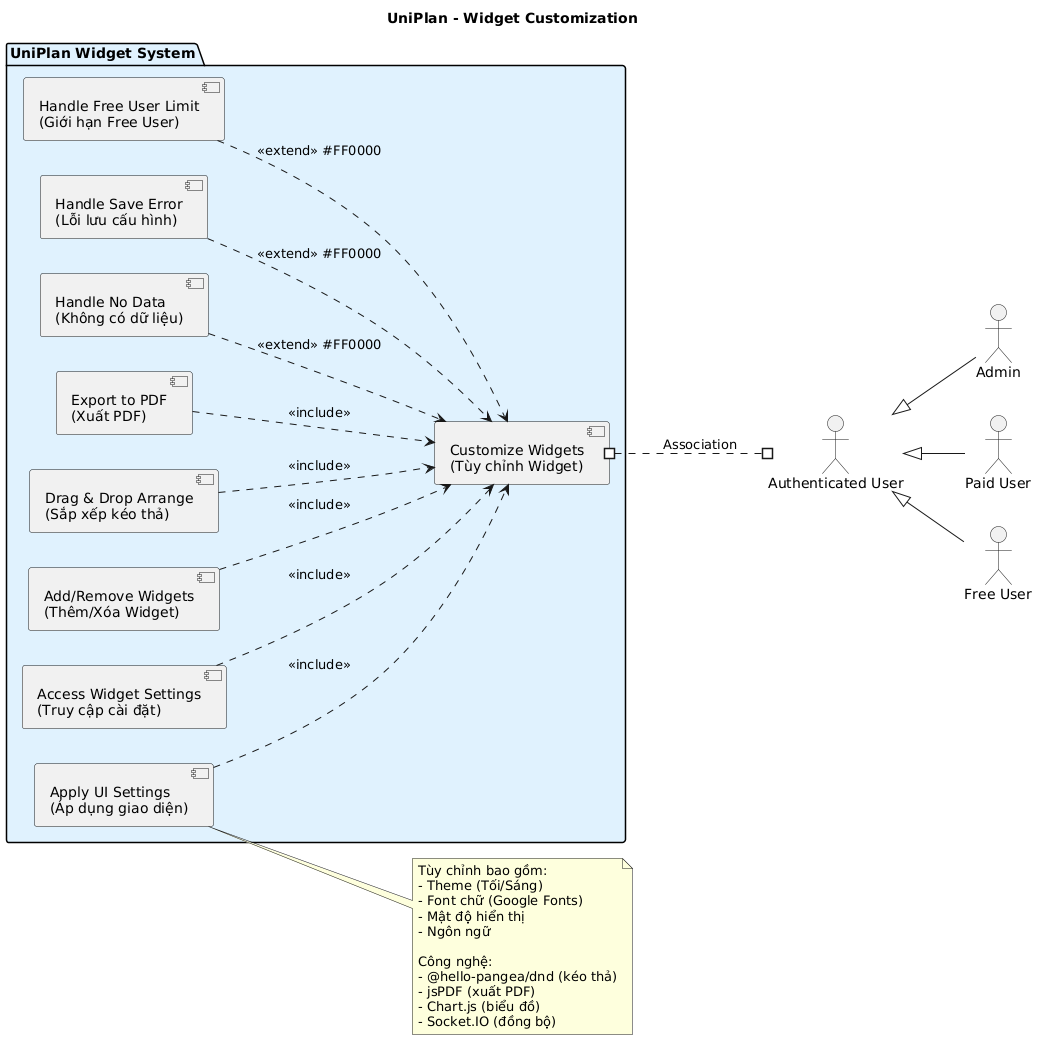 UniPlan - Widget Customization
UniPlan Widget System
Handle Free User Limit
(Giới hạn Free User)
«extend» #FF0000
Handle Save Error
(Lỗi lưu cấu hình)
«extend» #FF0000
Handle No Data
(Không có dữ liệu)
«extend» #FF0000
Export to PDF
(Xuất PDF)
«include»
Drag & Drop Arrange
(Sắp xếp kéo thả)
«include»
Add/Remove Widgets
(Thêm/Xóa Widget)
«include»
Access Widget Settings
(Truy cập cài đặt)
«include»
Apply UI Settings
(Áp dụng giao diện)
«include»
Customize Widgets
(Tùy chỉnh Widget)
Association
Authenticated User
Admin
Paid User
Free User
Tùy chỉnh bao gồm:
- Theme (Tối/Sáng)
- Font chữ (Google Fonts)
- Mật độ hiển thị
- Ngôn ngữ
Công nghệ:
- @hello-pangea/dnd (kéo thả)
- jsPDF (xuất PDF)
- Chart.js (biểu đồ)
- Socket.IO (đồng bộ)